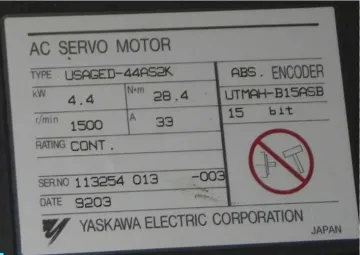 AC SERVO MOTOR
TYPE USAGED-44AS2K
kW 4.4 N•m 28.4
r/min 1500 A 33
RATING CONT.
SER.NO 113254 013 -003
DATE 9203
ABS. ENCODER
UTMAH-B15ASB
15 bit
YASKAWA ELECTRIC CORPORATION
JAPAN